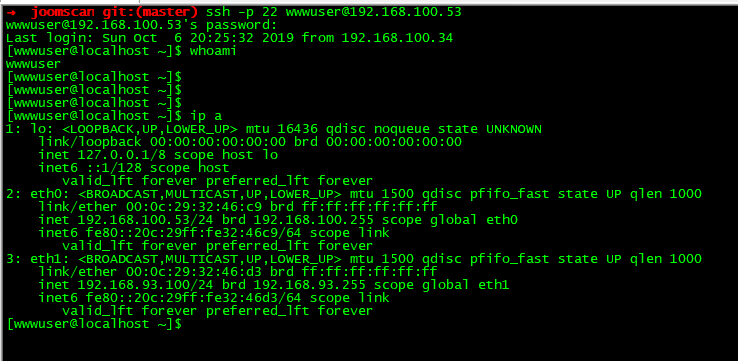 → joomscan git:(master) ssh -p 22 wwwuser@192.168.100.53
wwwuser@192.168.100.53's password:
Last login: Sun Oct  6 20:25:32 2019 from 192.168.100.34
[wwwuser@localhost ~]$ whoami
wwwuser
[wwwuser@localhost ~]$
[wwwuser@localhost ~]$
[wwwuser@localhost ~]$
[wwwuser@localhost ~]$ ip a
1: lo: <LOOPBACK,UP,LOWER_UP> mtu 16436 qdisc noqueue state UNKNOWN
    link/loopback 00:00:00:00:00:00 brd 00:00:00:00:00:00
    inet 127.0.0.1/8 scope host lo
    inet6 ::1/128 scope host
       valid_lft forever preferred_lft forever
2: eth0: <BROADCAST,MULTICAST,UP,LOWER_UP> mtu 1500 qdisc pfifo_fast state UP qlen 1000
    link/ether 00:0c:29:32:46:c9 brd ff:ff:ff:ff:ff:ff
    inet 192.168.100.53/24 brd 192.168.100.255 scope global eth0
    inet6 fe80::20c:29ff:fe32:46c9/64 scope link
       valid_lft forever preferred_lft forever
3: eth1: <BROADCAST,MULTICAST,UP,LOWER_UP> mtu 1500 qdisc pfifo_fast state UP qlen 1000
    link/ether 00:0c:29:32:46:d3 brd ff:ff:ff:ff:ff:ff
    inet 192.168.93.100/24 brd 192.168.93.255 scope global eth1
    inet6 fe80::20c:29ff:fe32:46d3/64 scope link
       valid_lft forever preferred_lft forever
[wwwuser@localhost ~]$